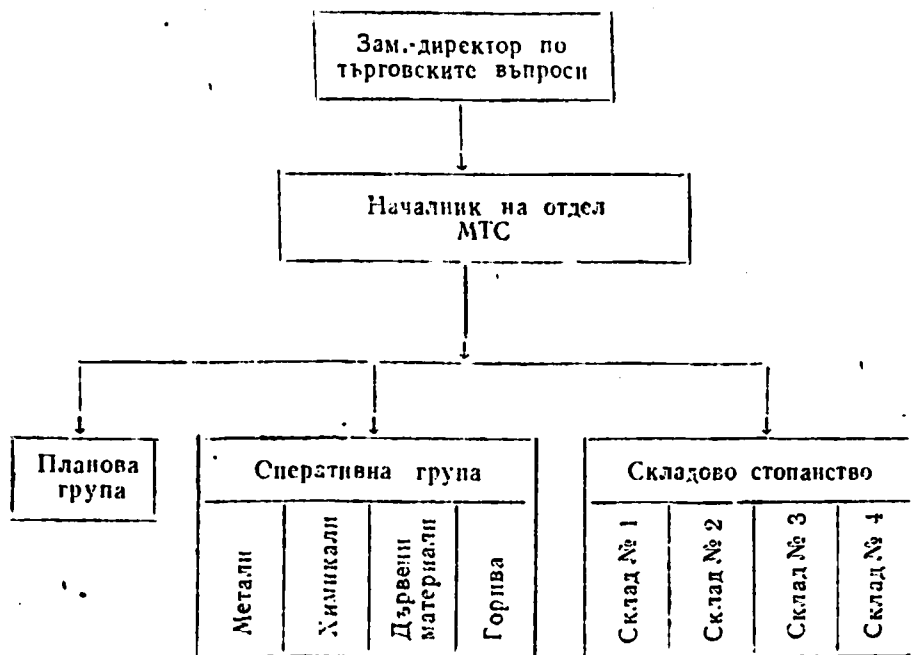 Зам.-директор по
търговските въпроси
Началник на отдел
МТС
Планова
група
Оперативна група
Складово стопанство
Метали
Химикали
Дървени
материали
Горива
Склад № 1
Склад № 2
Склад № 3
Склад № 4